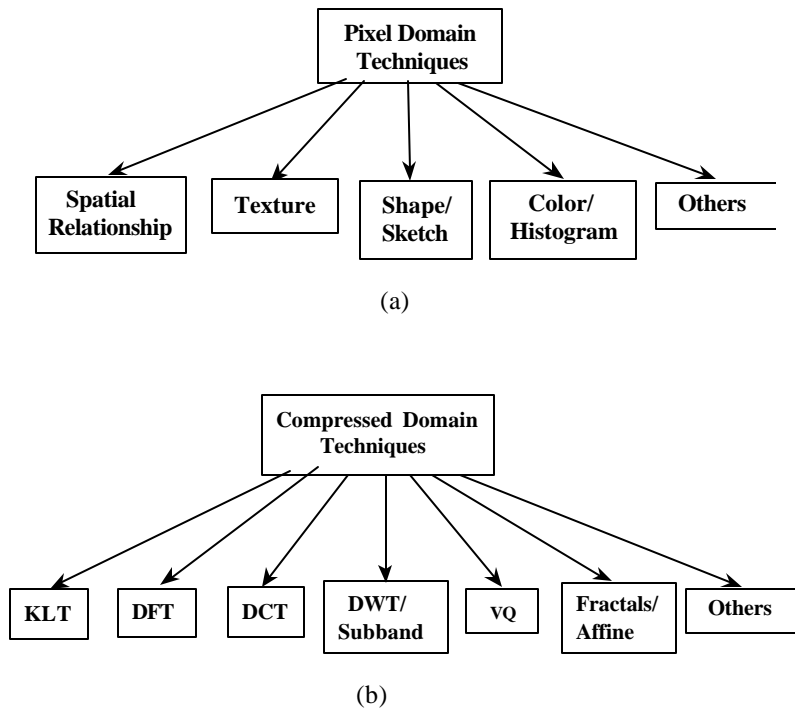 Pixel Domain
Techniques
Spatial
Relationship
Texture
Shape/
Sketch
Color/
Histogram
Others
(a)
Compressed Domain
Techniques
KLT
DFT
DCT
DWT/
Subband
VQ
Fractals/
Affine
Others
(b)